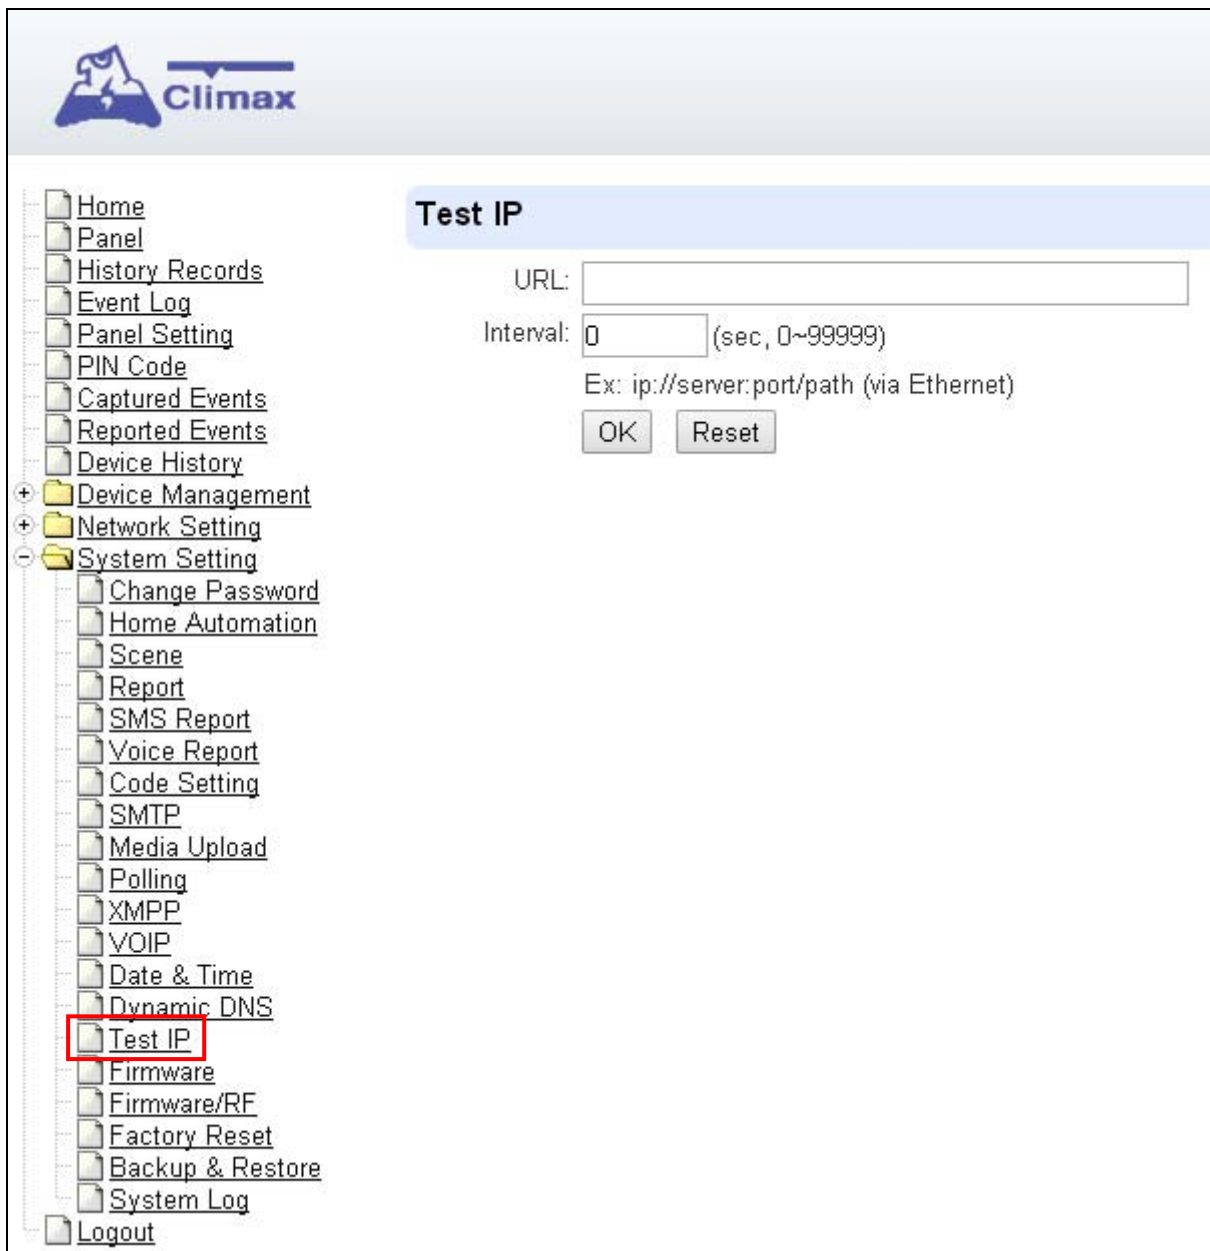 Climax
Home
Panel
History Records
Event Log
Panel Setting
PIN Code
Captured Events
Reported Events
Device History
Device Management
Network Setting
System Setting
Change Password
Home Automation
Scene
Report
SMS Report
Voice Report
Code Setting
SMTP
Media Upload
Polling
XMPP
VOIP
Date & Time
Dynamic DNS
Test IP
Firmware
Firmware/RF
Factory Reset
Backup & Restore
System Log
Logout
Test IP
URL:
Interval: 0 (sec, 0~99999)
Ex: ip://server:port/path (via Ethernet)
OK Reset